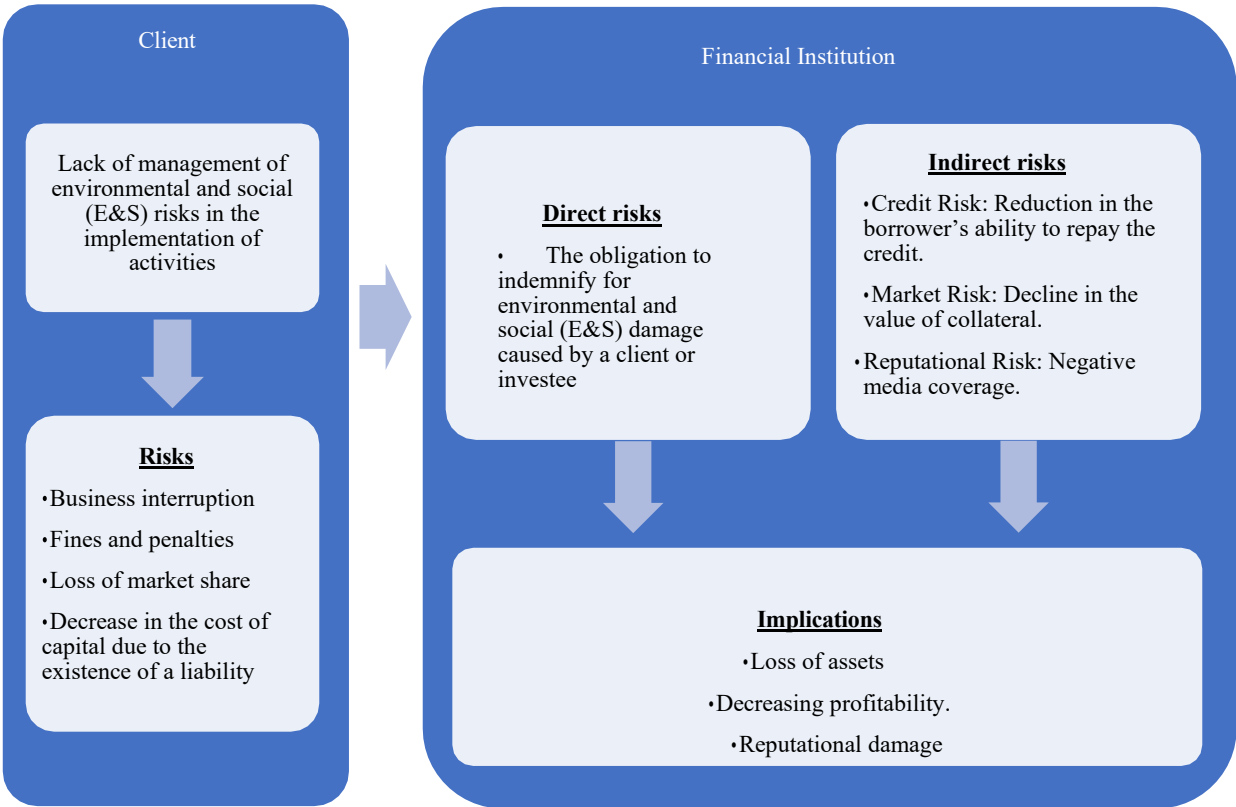 Client
Lack of management of
environmental and social
(E&S) risks in the
implementation of
activities
Risks
•Business interruption
•Fines and penalties
•Loss of market share
•Decrease in the cost of
capital due to the
existence of a liability
Financial Institution
Direct risks
• The obligation to
indemnify for
environmental and
social (E&S) damage
caused by a client or
investee
Indirect risks
•Credit Risk: Reduction in the
borrower’s ability to repay the
credit.
•Market Risk: Decline in the
value of collateral.
•Reputational Risk: Negative
media coverage.
Implications
•Loss of assets
•Decreasing profitability.
•Reputational damage